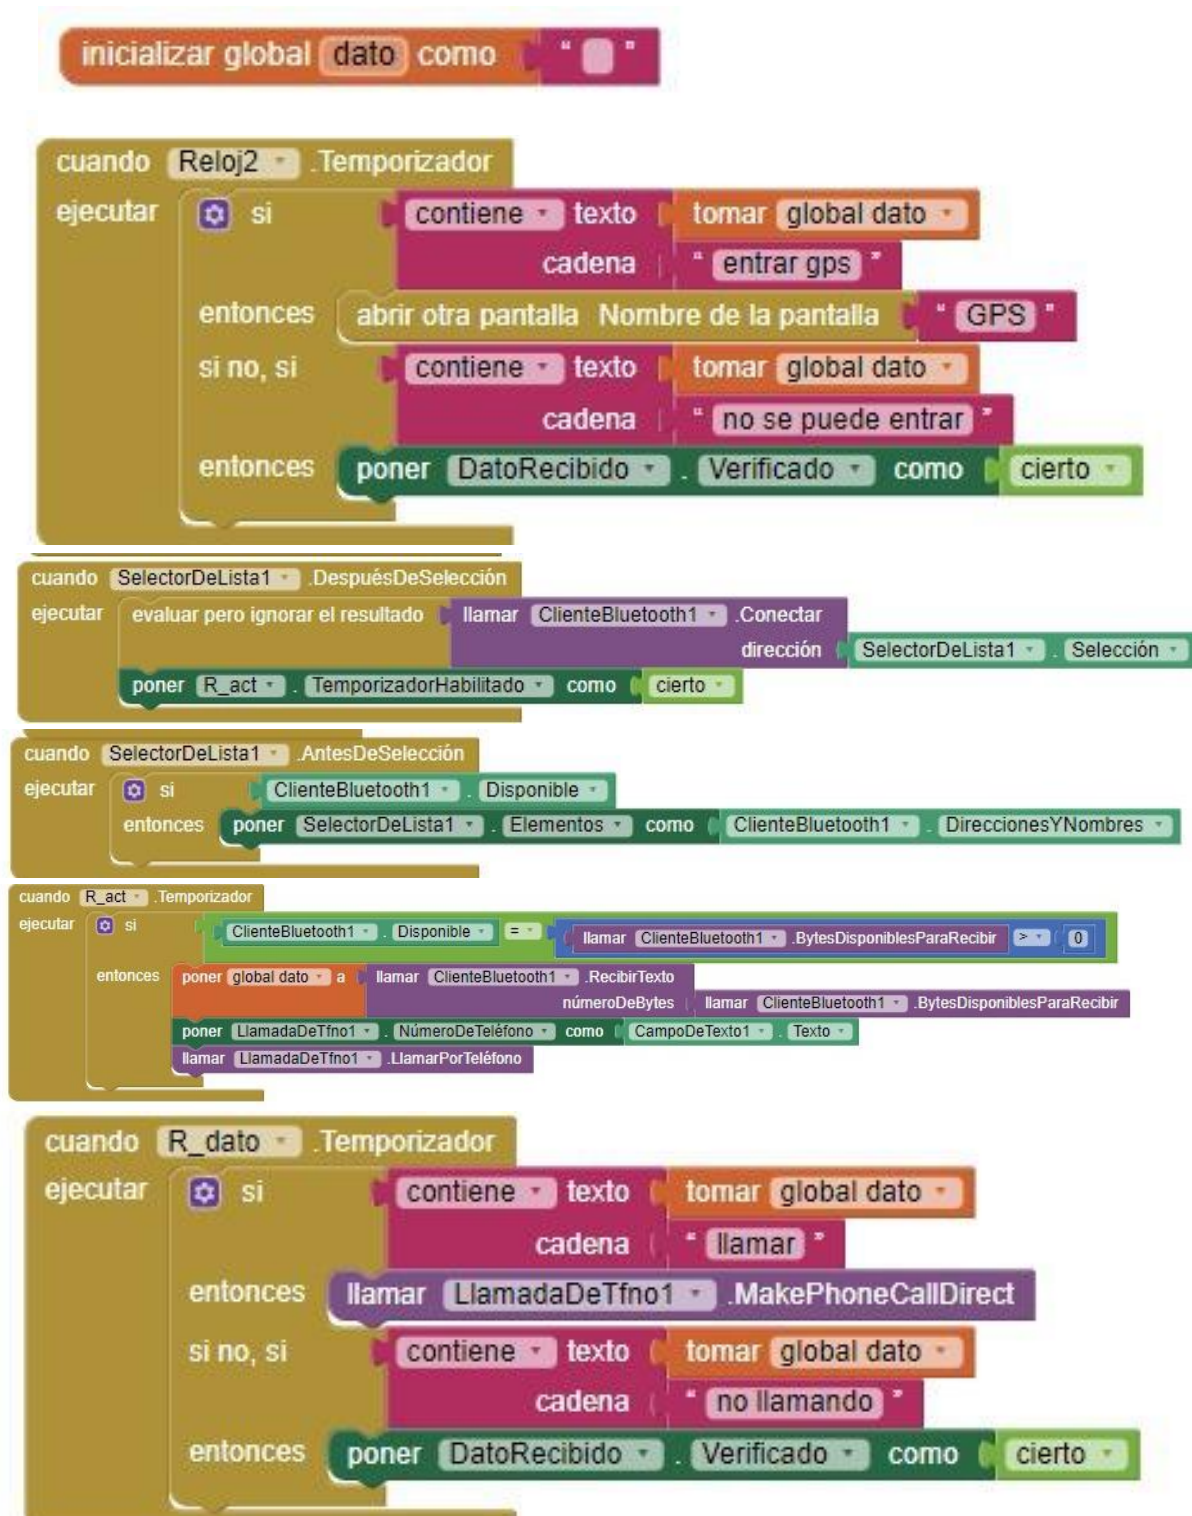 inicializar global dato como " "
cuando Reloj2 .Temporizador
ejecutar si contiene texto tomar global dato
cadena " entrar gps "
entonces abrir otra pantalla Nombre de la pantalla " GPS "
si no, si contiene texto tomar global dato
cadena " no se puede entrar "
entonces poner DatoRecibido . Verificado como cierto
cuando SelectorDeLista1 .DespuésDeSelección
ejecutar evaluar pero ignorar el resultado llamar ClienteBluetooth1 .Conectar
dirección SelectorDeLista1 . Selección
poner R_act . TemporizadorHabilitado como cierto
cuando SelectorDeLista1 .AntesDeSelección
ejecutar si ClienteBluetooth1 . Disponible
entonces poner SelectorDeLista1 . Elementos como ClienteBluetooth1 . DireccionesYNombres
cuando R_act .Temporizador
ejecutar si ClienteBluetooth1 . Disponible = llamar ClienteBluetooth1 .BytesDisponiblesParaRecibir > 0
entonces poner global dato a llamar ClienteBluetooth1 .RecibirTexto
númeroDeBytes llamar ClienteBluetooth1 .BytesDisponiblesParaRecibir
poner LlamadaDeTfno1 . NúmeroDeTeléfono como CampoDeTexto1 . Texto
llamar LlamadaDeTfno1 .LlamarPorTeléfono
cuando R_dato .Temporizador
ejecutar si contiene texto tomar global dato
cadena " llamar "
entonces llamar LlamadaDeTfno1 .MakePhoneCallDirect
si no, si contiene texto tomar global dato
cadena " no llamando "
entonces poner DatoRecibido . Verificado como cierto